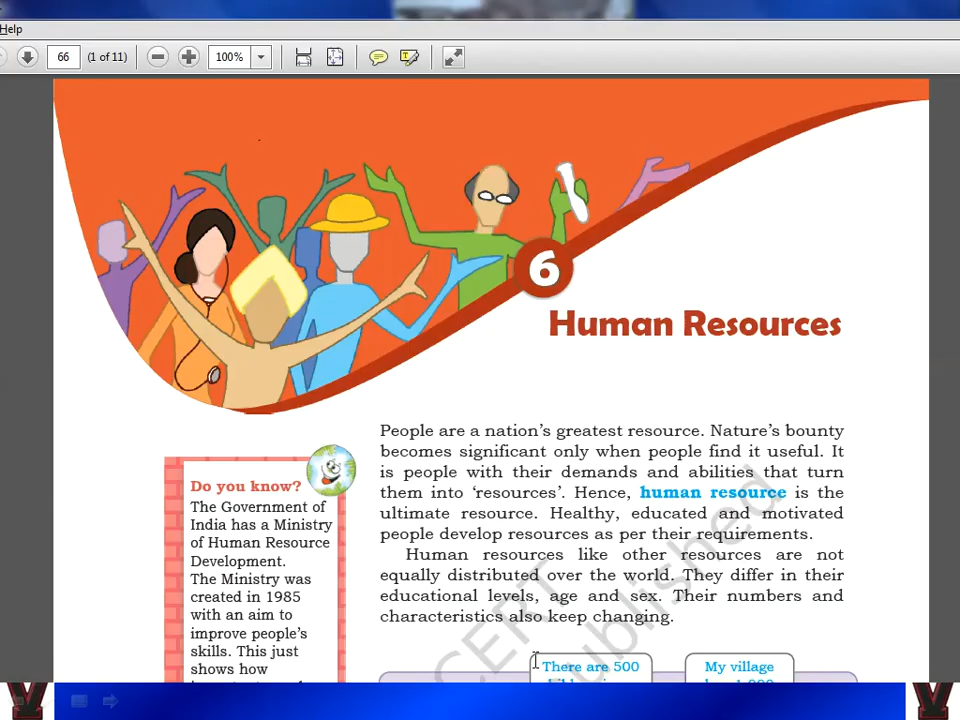 Help
66 (1 of 11) 100%
6
Human Resources
People are a nation's greatest resource. Nature's bounty
becomes significant only when people find it useful. It
is people with their demands and abilities that turn
them into 'resources'. Hence, human resource is the
ultimate resource. Healthy, educated and motivated
people develop resources as per their requirements.
Human resources like other resources are not
equally distributed over the world. They differ in their
educational levels, age and sex. Their numbers and
characteristics also keep changing.
Do you know?
The Government of
India has a Ministry
of Human Resource
Development.
The Ministry was
created in 1985
with an aim to
improve people's
skills. This just
shows how
There are 500
My village
CERT
published